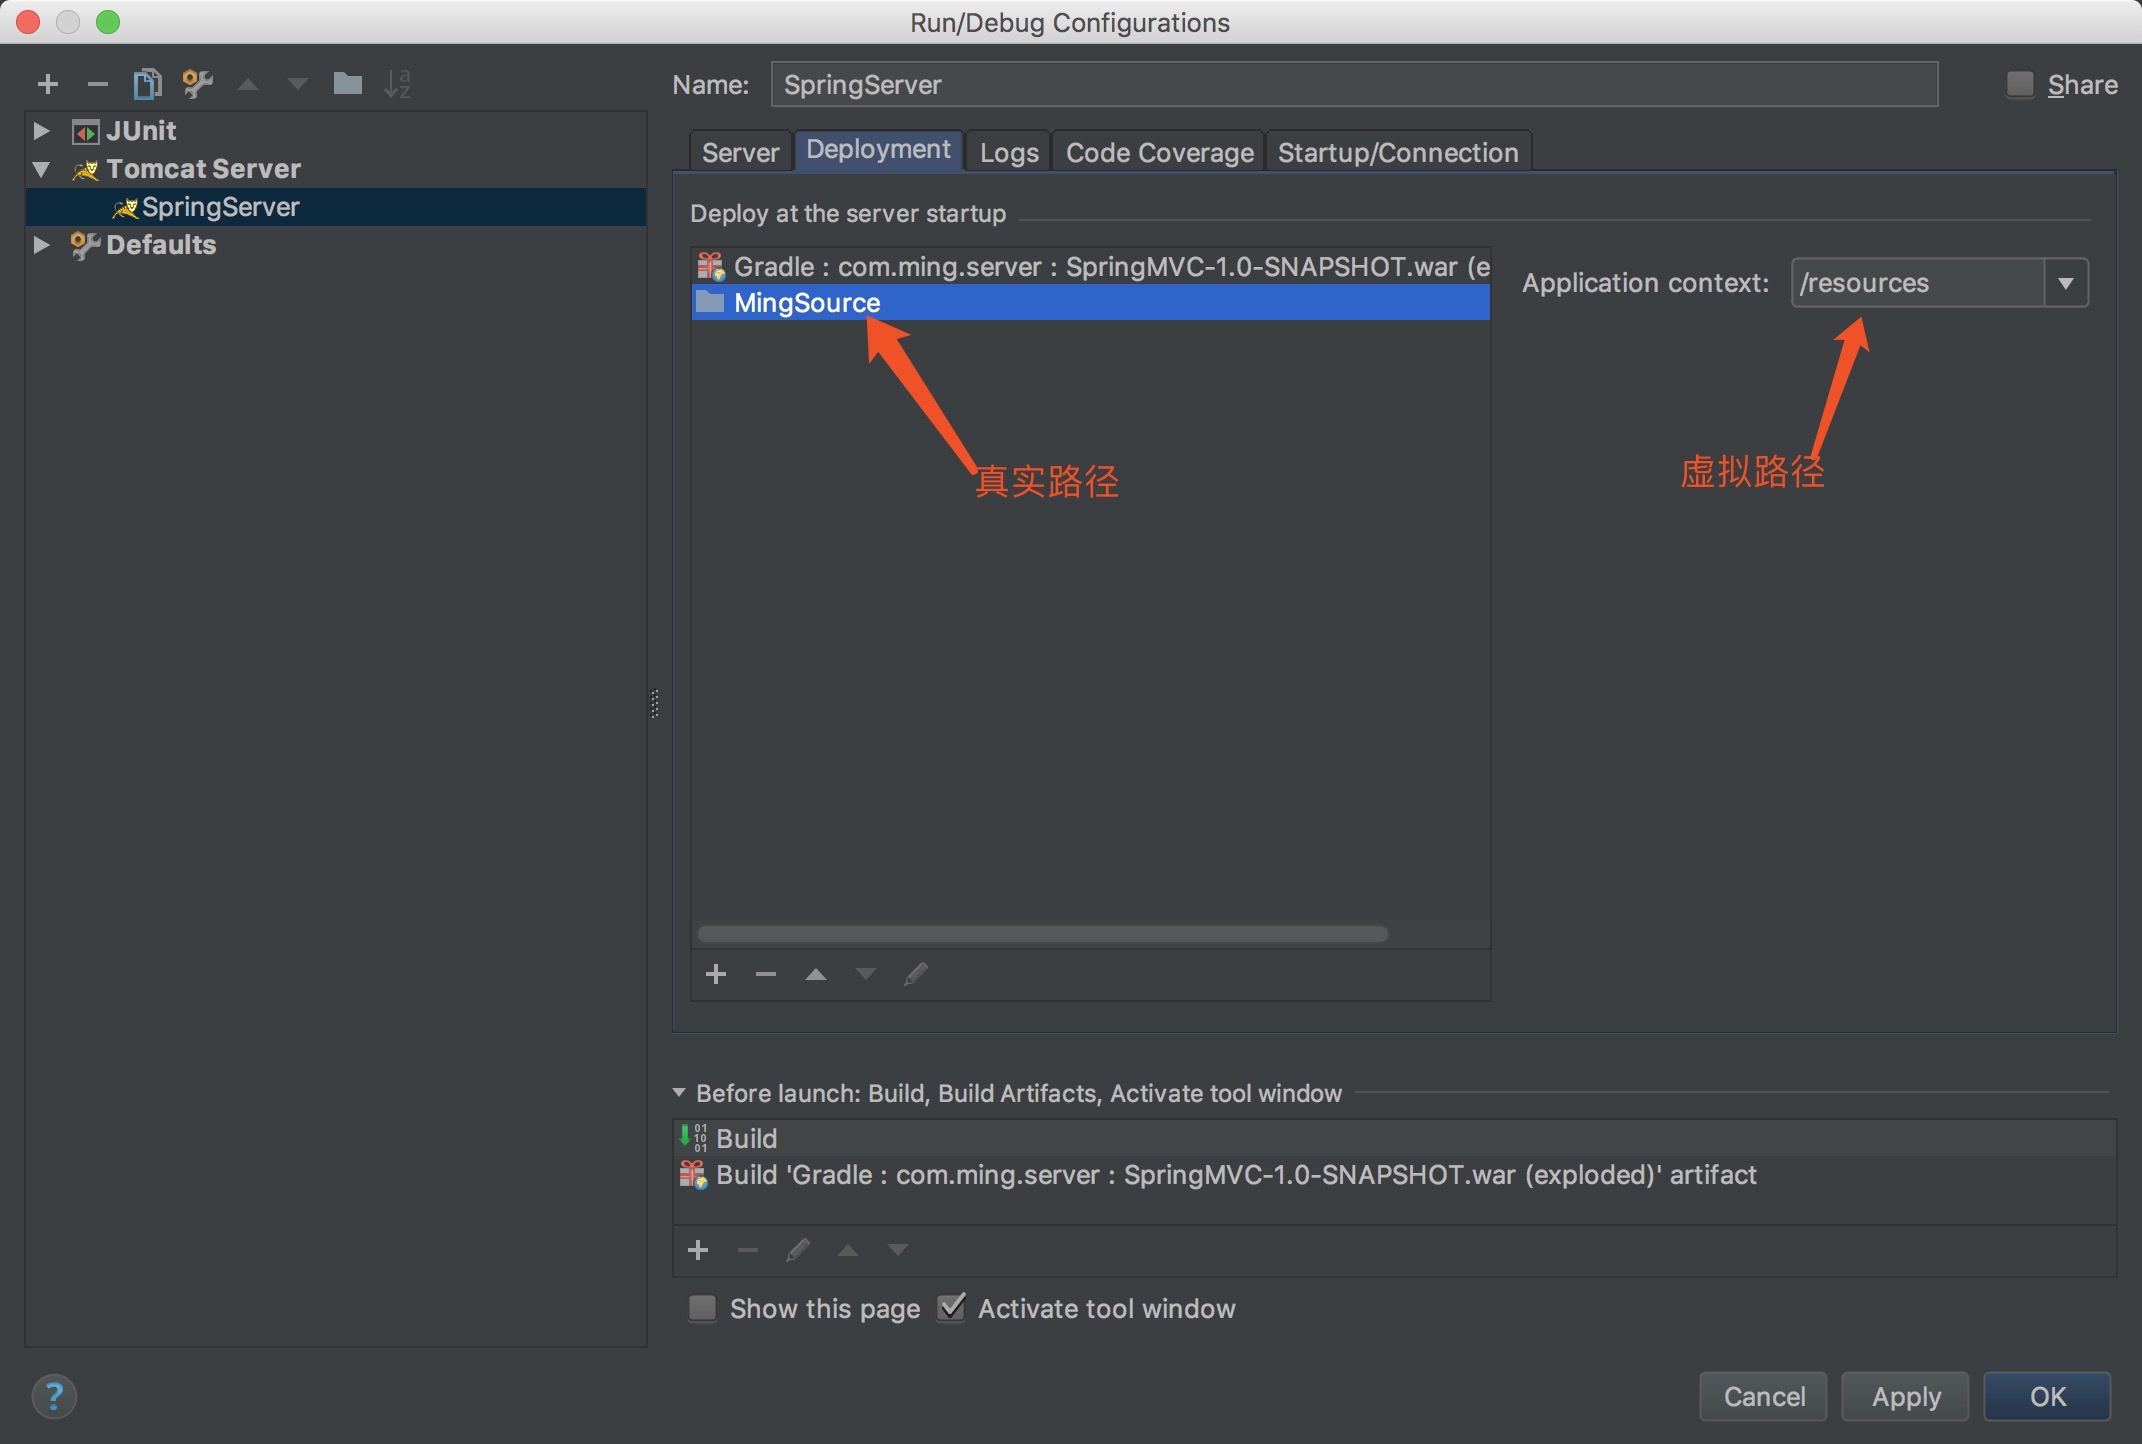 Run/Debug Configurations
Name: SpringServer Share
JUnit
Tomcat Server
SpringServer
Defaults
Server Deployment Logs Code Coverage Startup/Connection
Deploy at the server startup
Gradle : com.ming.server : SpringMVC-1.0-SNAPSHOT.war (e
MingSource
Application context: /resources
真实路径
虚拟路径
Before launch: Build, Build Artifacts, Activate tool window
Build
Build 'Gradle : com.ming.server : SpringMVC-1.0-SNAPSHOT.war (exploded)' artifact
Show this page Activate tool window
? Cancel Apply OK